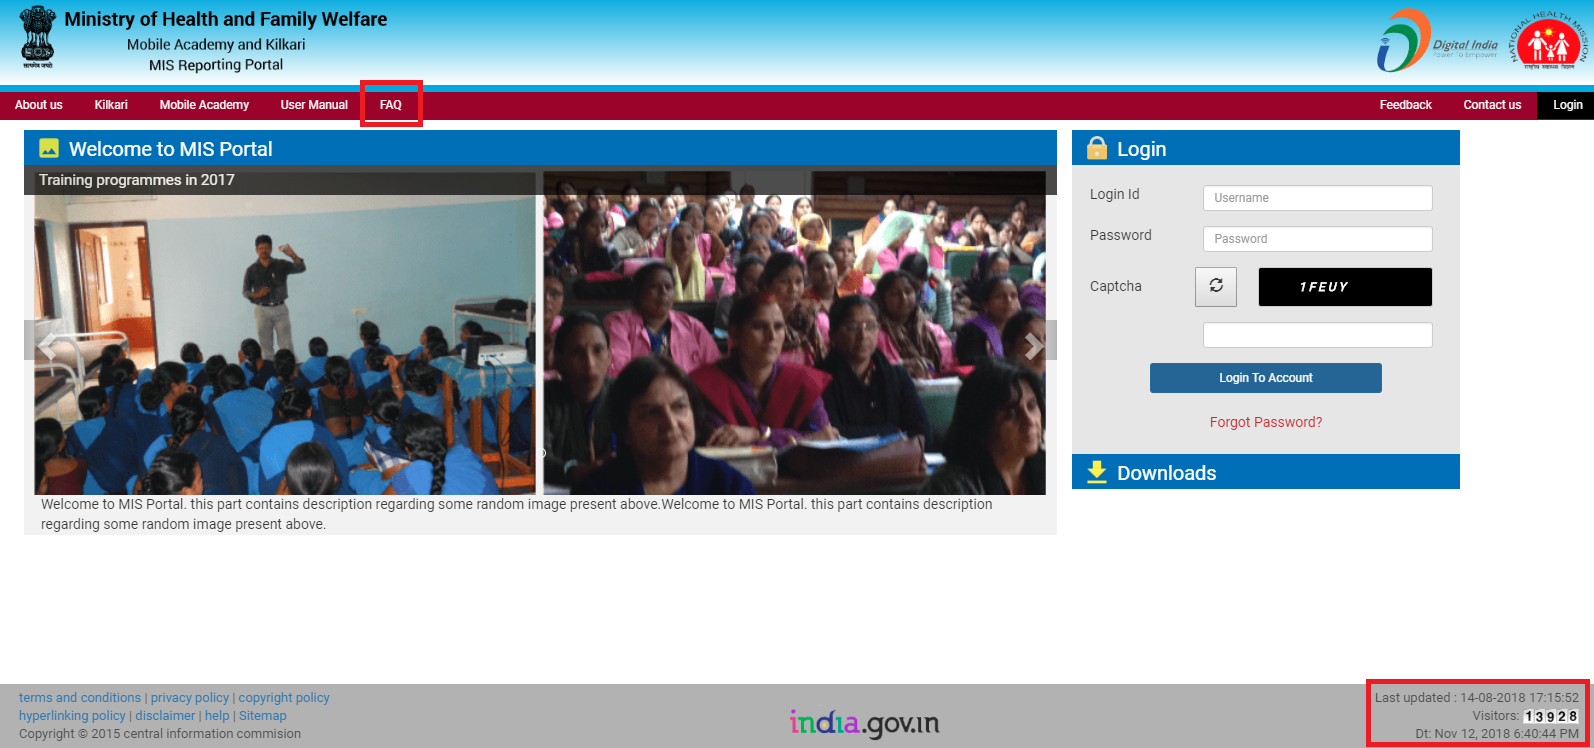 Ministry of Health and Family Welfare
Mobile Academy and Kilkari
MIS Reporting Portal
सत्यमेव जयते
Digital India
Power To Empower
NATIONAL HEALTH MISSION
राष्ट्रीय स्वास्थ्य मिशन
About us
Kilkari
Mobile Academy
User Manual
FAQ
Feedback
Contact us
Login
Welcome to MIS Portal
Training programmes in 2017
Welcome to MIS Portal. this part contains description regarding some random image present above.Welcome to MIS Portal. this part contains description
regarding some random image present above.
Login
Login Id
Username
Password
Password
Captcha
1FEUY
Login To Account
Forgot Password?
Downloads
terms and conditions | privacy policy | copyright policy
hyperlinking policy | disclaimer | help | Sitemap
Copyright © 2015 central information commision
india.gov.in
Last updated : 14-08-2018 17:15:52
Visitors: 13928
Dt: Nov 12, 2018 6:40:44 PM